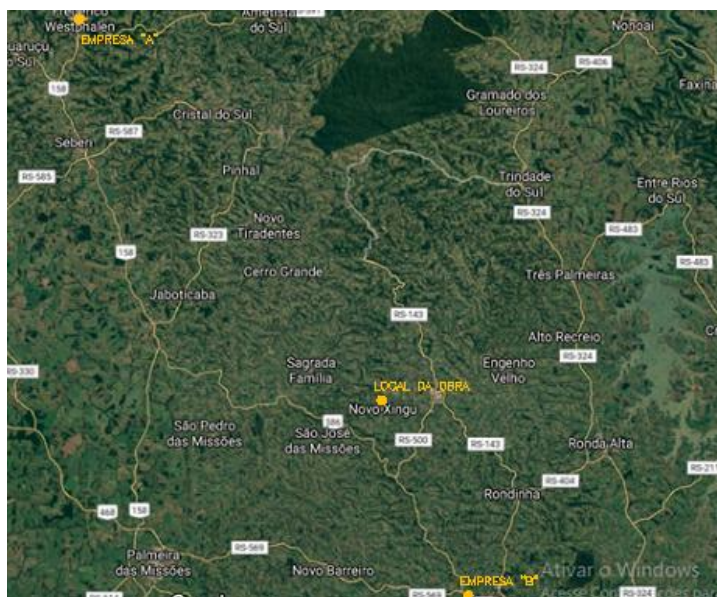 Frederico
Westphalen
EMPRESA "A"
Ametista
do Sul
Nonoai
158
RS-324
RS-406
Gramado dos
Loureiros
Cristal do Sul
RS-587
Seberi
RS-585
Pinhal
Trindade
do Sul
Entre Rios
do Sul
RS-324
Novo
Tiradentes
RS-323
RS-483
158
RS-483
Cerro Grande
Três Palmeiras
Jaboticaba
RS-143
Alto Recreio
RS-324
RS-330
Sagrada
Família
Engenho
Velho
LOCAL DA OBRA
Novo Xingu
386
São Pedro
das Missões
São José
das Missões
RS-500
RS-143
Ronda Alta
RS-404
Rondinha
468
158
RS-569
Palmeira
das Missões
Novo Barreiro
EMPRESA "B"
Ativar o Windows
RS-569
RS-324